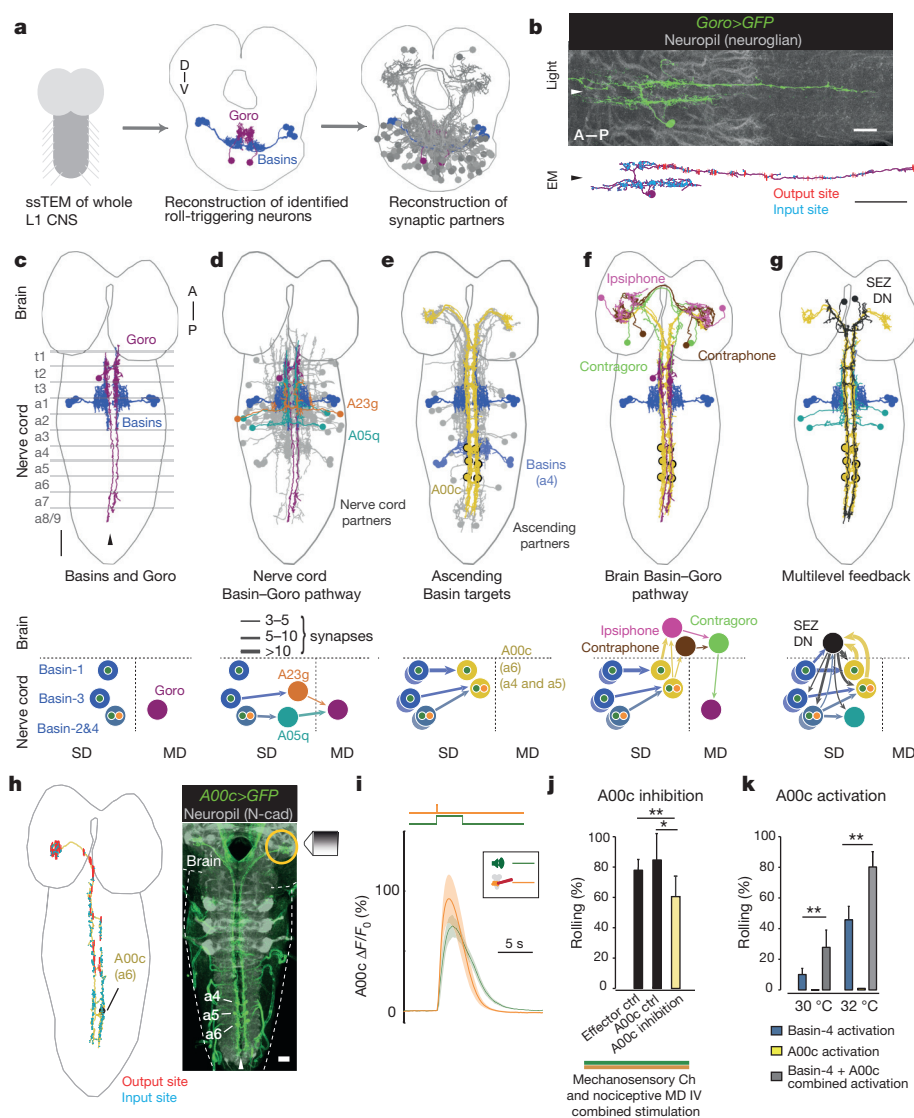 a
D
V
Goro
Basins
ssTEM of whole
L1 CNS
Reconstruction of identified
roll-triggering neurons
Reconstruction of
synaptic partners
b
Goro>GFP
Neuropil (neuroglian)
Light
A–P
EM
Output site
Input site
c
Brain
A
P
Goro
t1
t2
t3
a1
a2
a3
a4
a5
a6
a7
a8/9
Nerve cord
Basins
Basins and Goro
d
A23g
A05q
Nerve cord
partners
Nerve cord
Basin–Goro pathway
e
Basins
(a4)
A00c
Ascending
partners
Ascending
Basin targets
f
Ipsiphone
Contragoro
Contraphone
Brain Basin–Goro
pathway
g
SEZ
DN
Multilevel feedback
Brain
Nerve cord
Basin-1
Basin-3
Basin-2&4
Goro
SD
MD
3–5
5–10
>10
synapses
A23g
A05q
SD
MD
A00c
(a6)
(a4 and a5)
SD
MD
Ipsiphone
Contraphone
Contragoro
SD
MD
SEZ
DN
SD
MD
h
A00c
(a6)
Output site
Input site
A00c>GFP
Neuropil (N-cad)
Brain
a4
a5
a6
i
A00c ΔF/F0 (%)
100
0
5 s
j
A00c inhibition
**
*
Rolling (%)
100
80
60
40
20
0
Effector ctrl
A00c ctrl
A00c inhibition
Mechanosensory Ch
and nociceptive MD IV
combined stimulation
k
A00c activation
**
**
Rolling (%)
100
80
60
40
20
0
30 °C
32 °C
Basin-4 activation
A00c activation
Basin-4 + A00c
combined activation